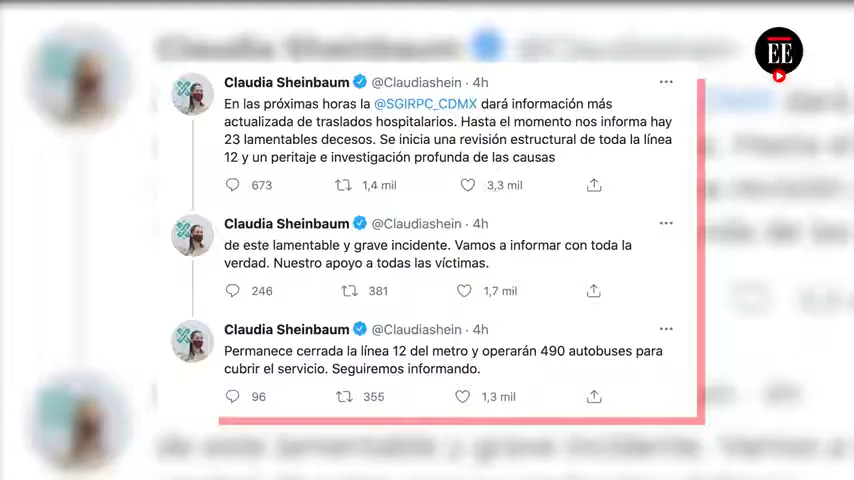 Claudia Sheinbaum @Claudiashein · 4h
En las próximas horas la @SGIRPC_CDMX dará información más
actualizada de traslados hospitalarios. Hasta el momento nos informa hay
23 lamentables decesos. Se inicia una revisión estructural de toda la línea
12 y un peritaje e investigación profunda de las causas
673 1,4 mil 3,3 mil
Claudia Sheinbaum @Claudiashein · 4h
de este lamentable y grave incidente. Vamos a informar con toda la
verdad. Nuestro apoyo a todas las víctimas.
246 381 1,7 mil
Claudia Sheinbaum @Claudiashein · 4h
Permanece cerrada la línea 12 del metro y operarán 490 autobuses para
cubrir el servicio. Seguiremos informando.
96 355 1,3 mil
EE